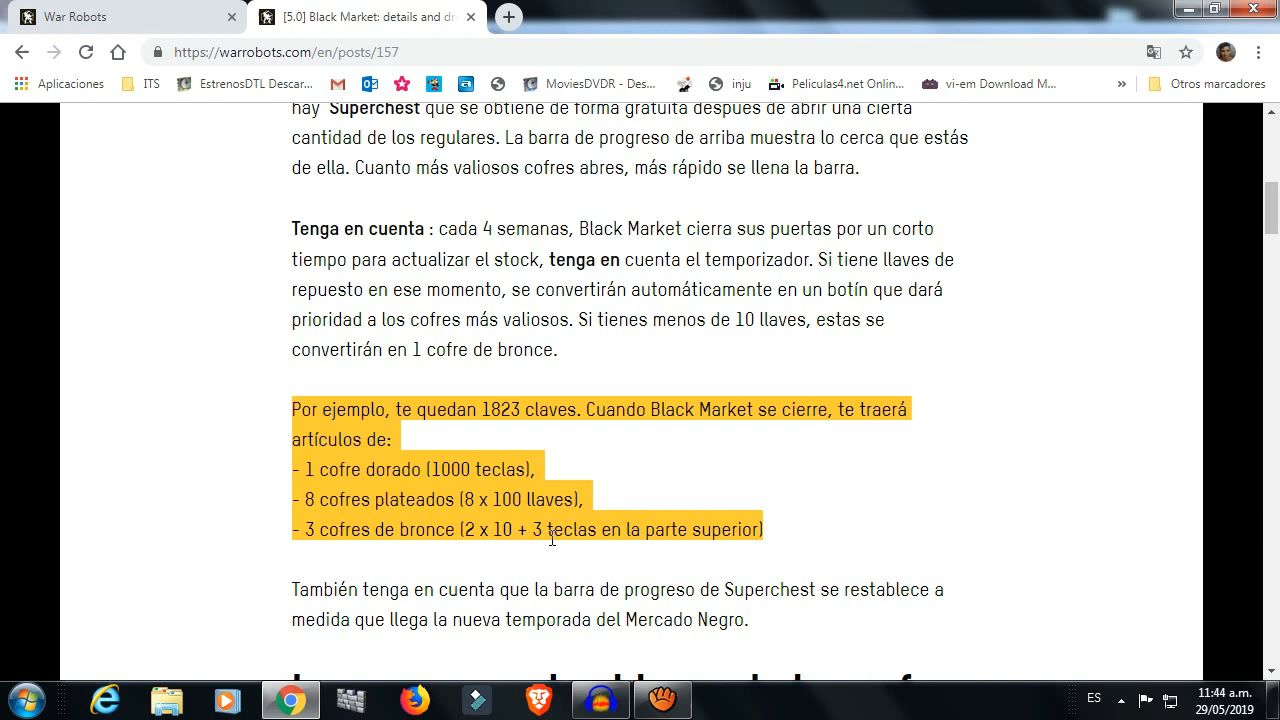 War Robots
[5.0] Black Market: details and dr
https://warrobots.com/en/posts/157
Aplicaciones
ITS
EstrenosDTL Descar...
MoviesDVDR - Des...
inju
Peliculas4.net Onlin...
vi-em Download M...
»
Otros marcadores
hay Superchest que se obtiene de forma gratuita después de abrir una cierta
cantidad de los regulares. La barra de progreso de arriba muestra lo cerca que estás
de ella. Cuanto más valiosos cofres abres, más rápido se llena la barra.
Tenga en cuenta : cada 4 semanas, Black Market cierra sus puertas por un corto
tiempo para actualizar el stock, tenga en cuenta el temporizador. Si tiene llaves de
repuesto en ese momento, se convertirán automáticamente en un botín que dará
prioridad a los cofres más valiosos. Si tienes menos de 10 llaves, estas se
convertirán en 1 cofre de bronce.
Por ejemplo, te quedan 1823 claves. Cuando Black Market se cierre, te traerá
artículos de:
- 1 cofre dorado (1000 teclas),
- 8 cofres plateados (8 x 100 llaves),
- 3 cofres de bronce (2 x 10 + 3 teclas en la parte superior)
También tenga en cuenta que la barra de progreso de Superchest se restablece a
medida que llega la nueva temporada del Mercado Negro.
ES
11:44 a.m.
29/05/2019